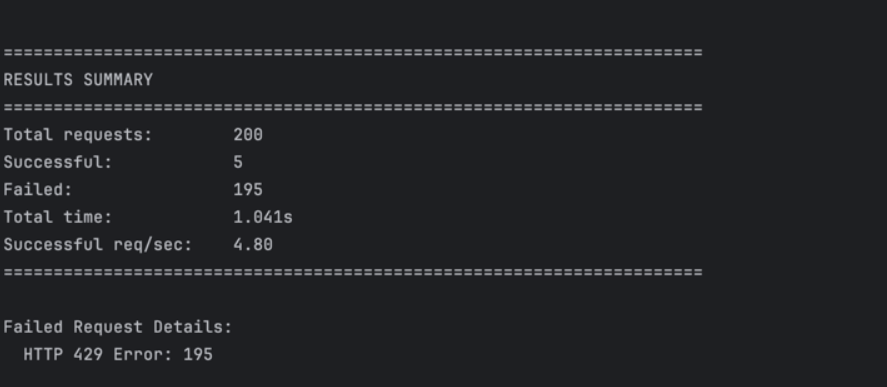 ======================================================================
RESULTS SUMMARY
======================================================================
Total requests:        200
Successful:            5
Failed:                195
Total time:            1.041s
Successful req/sec:    4.80
======================================================================
Failed Request Details:
  HTTP 429 Error: 195